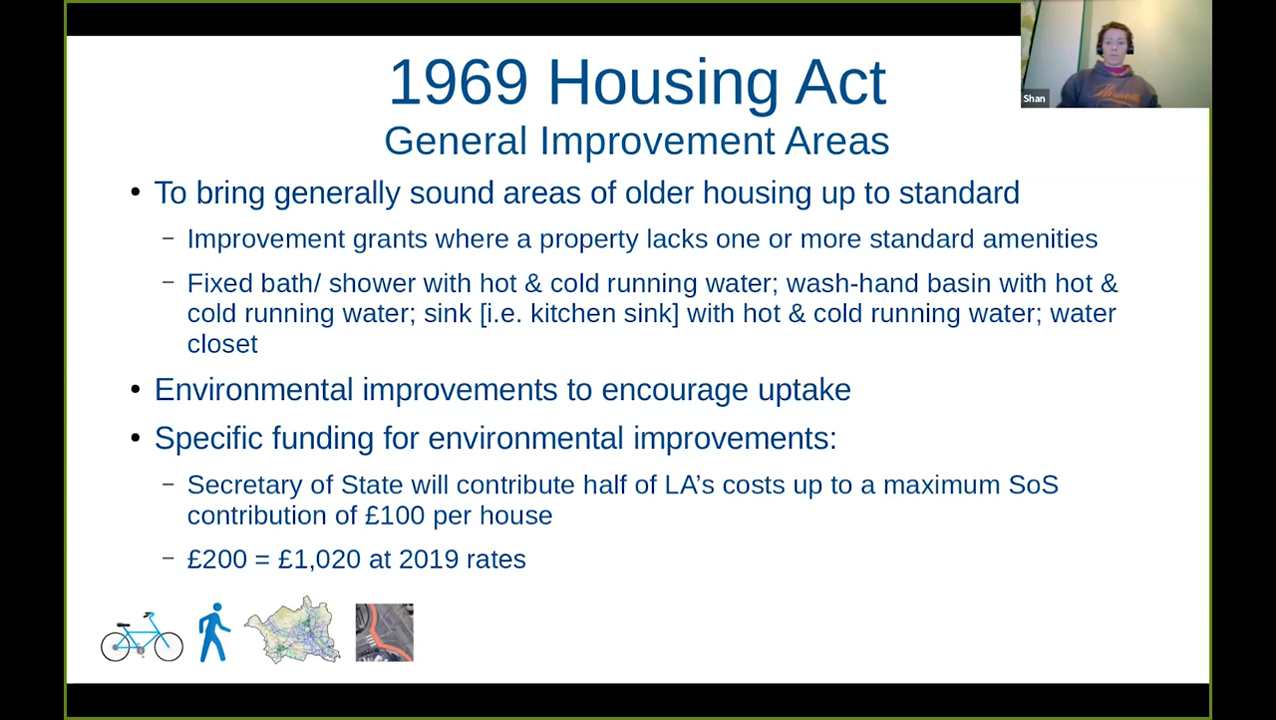 1969 Housing Act
General Improvement Areas
Shan
• To bring generally sound areas of older housing up to standard
– Improvement grants where a property lacks one or more standard amenities
– Fixed bath/ shower with hot & cold running water; wash-hand basin with hot &
cold running water; sink [i.e. kitchen sink] with hot & cold running water; water
closet
• Environmental improvements to encourage uptake
• Specific funding for environmental improvements:
– Secretary of State will contribute half of LA’s costs up to a maximum SoS
contribution of £100 per house
– £200 = £1,020 at 2019 rates